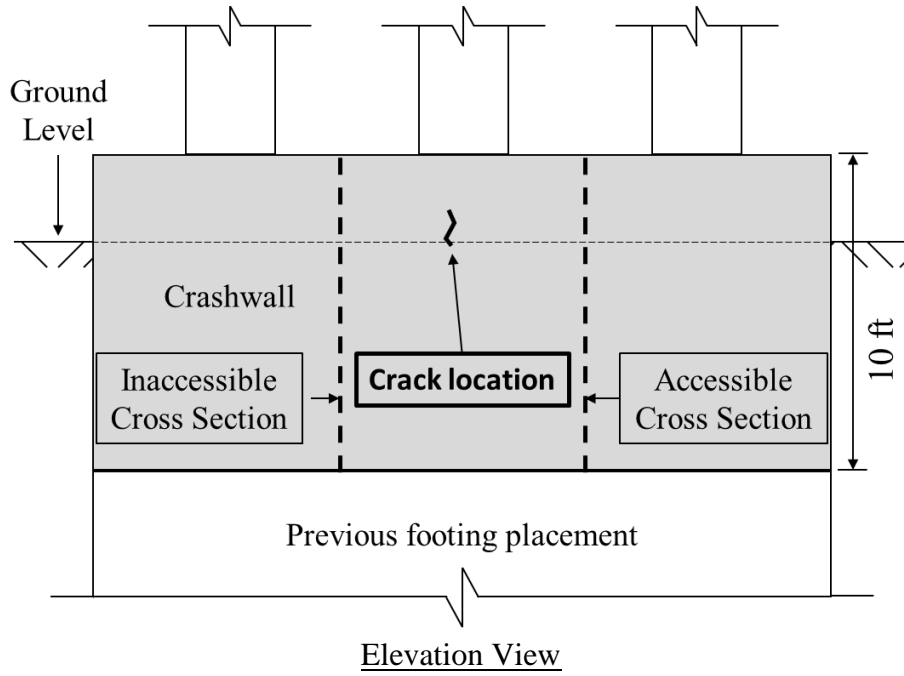 Ground
Level
Crashwall
Inaccessible
Cross Section
Crack location
Accessible
Cross Section
10 ft
Previous footing placement
Elevation View